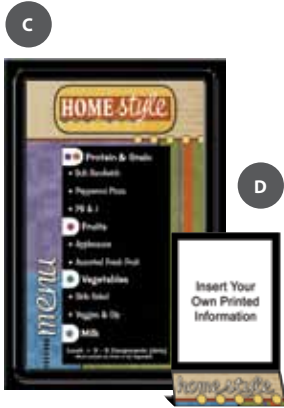 C
HOME style
Protein & Grain
• Sub Sandwich
• Pepperoni Pizza
• PB & J
Fruits
• Applesauce
• Assorted Fresh Fruit
Vegetables
• Side Salad
• Veggies & Dip
Milk
menu
D
Insert Your
Own Printed
Information
home style